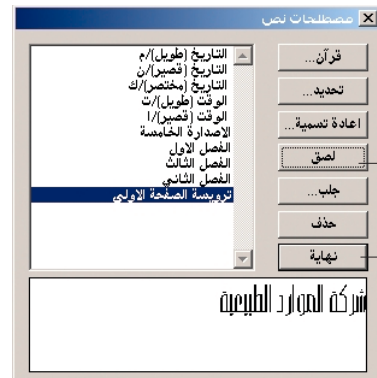 مصطلحات نص
التاريخ (طويل)/م
التاريخ (قصير)/ن
التاريخ (مختصر)/ك
الوقت (طويل)/ت
الوقت (قصير)/ا
الاصدارة الخامسة
الفصل الاول
الفصل الثالث
الفصل الثاني
ترويسة الصفحة الاولى
قرآن...
تحديد...
اعادة تسمية...
لصق
جلب...
حذف
نهاية
شركة الموارد الطبيعية